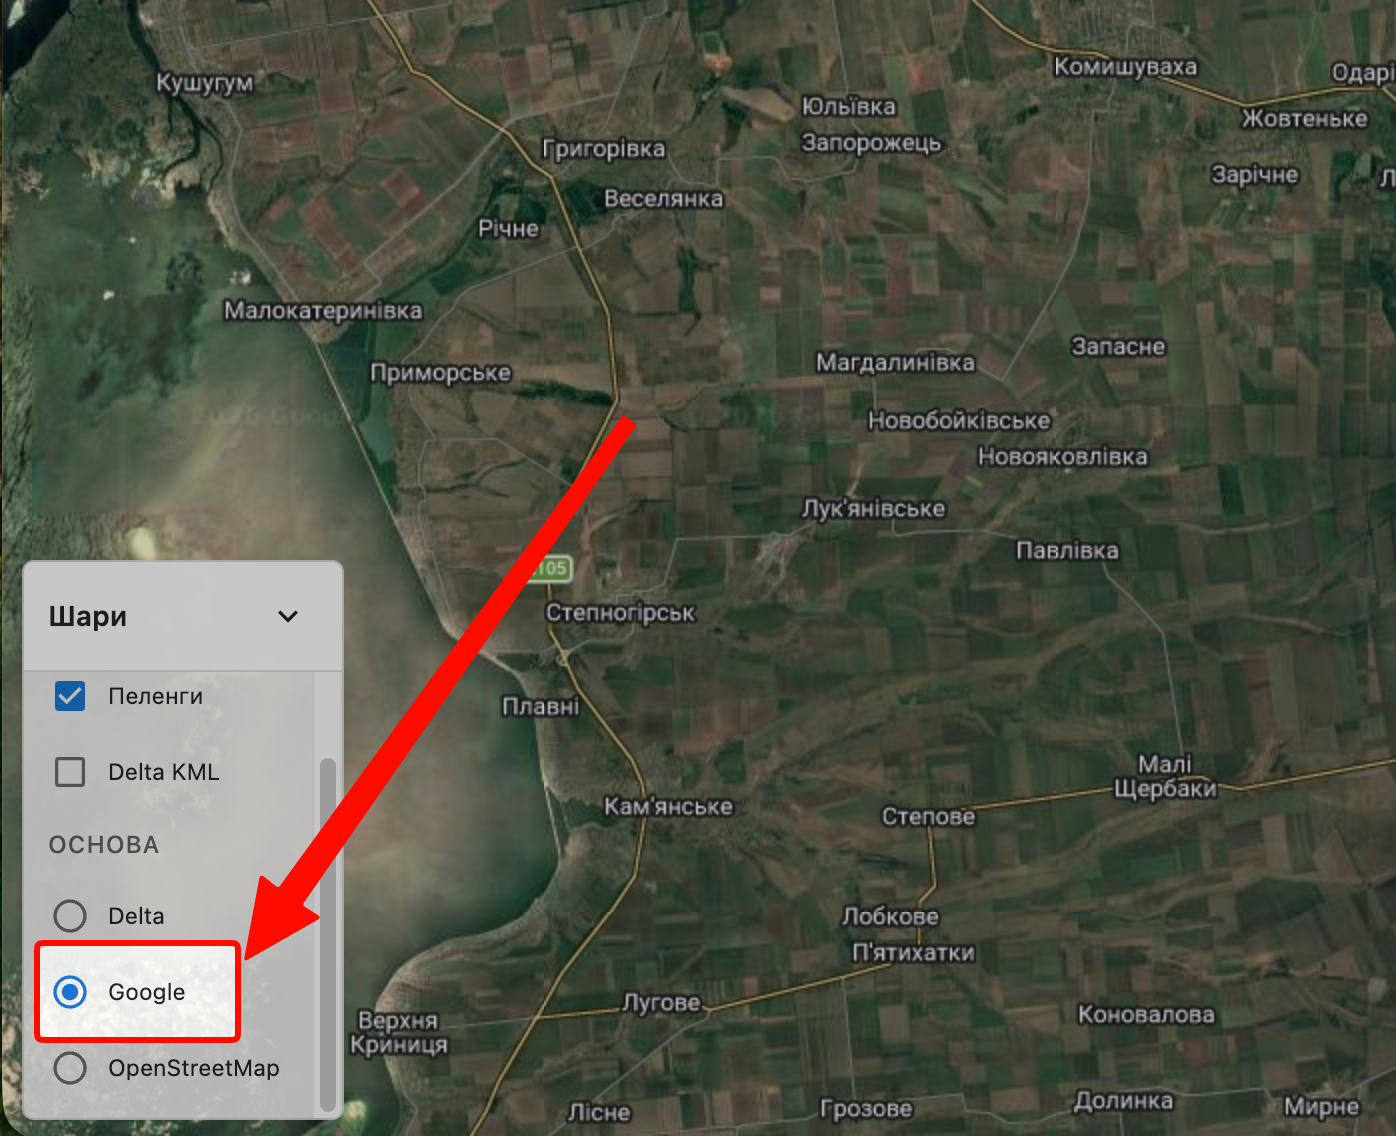 Комишуваха
Одарі
Кушугум
Юльївка
Жовтеньке
Запорожець
Григорівка
Зарічне
Л
Веселянка
Річне
Малокатеринівка
Запасне
Магдалинівка
Приморське
Новобойківське
Новояковлівка
Лук'янівське
Павлівка
105
Степногірськ
Шари
Пеленги
Плавні
Delta KML
Малі
Щербаки
Кам'янське
Степове
ОСНОВА
Delta
Лобкове
П'ятихатки
Google
Лугове
Коновалова
Верхня
Криниця
OpenStreetMap
Лісне
Грозове
Долинка
Мирне